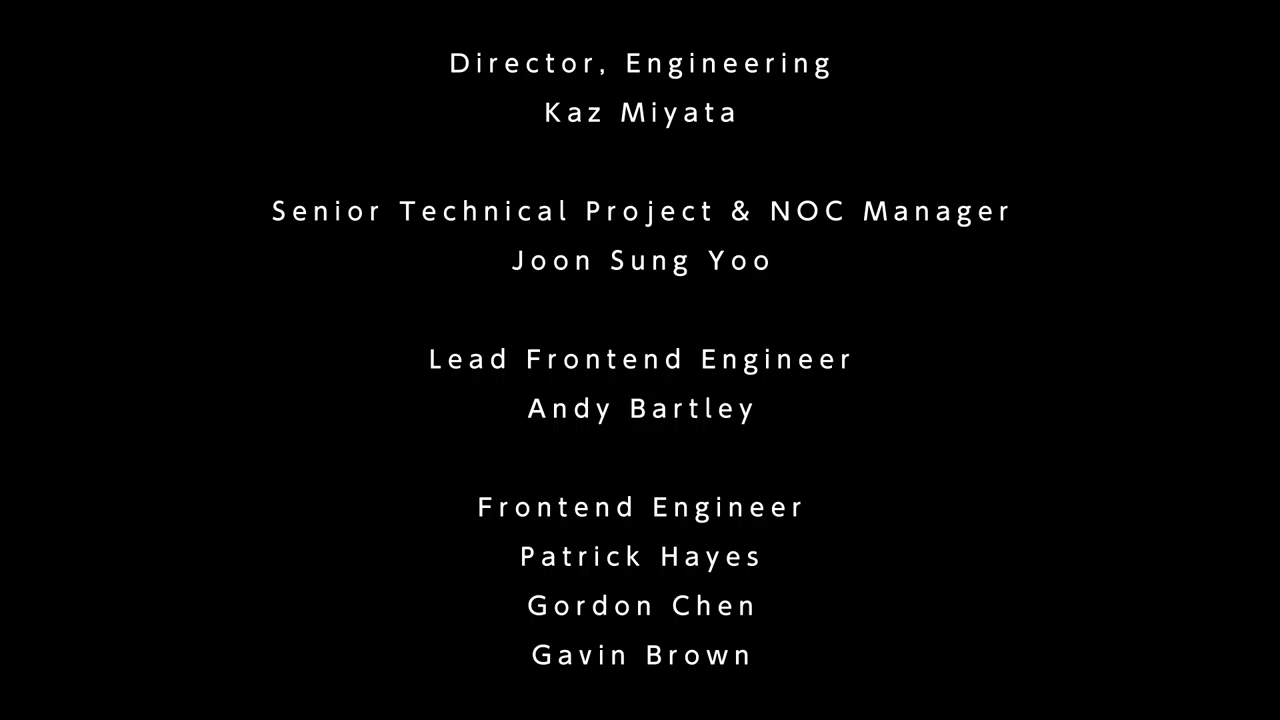 Director, Engineering
Kaz Miyata
Senior Technical Project & NOC Manager
Joon Sung Yoo
Lead Frontend Engineer
Andy Bartley
Frontend Engineer
Patrick Hayes
Gordon Chen
Gavin Brown